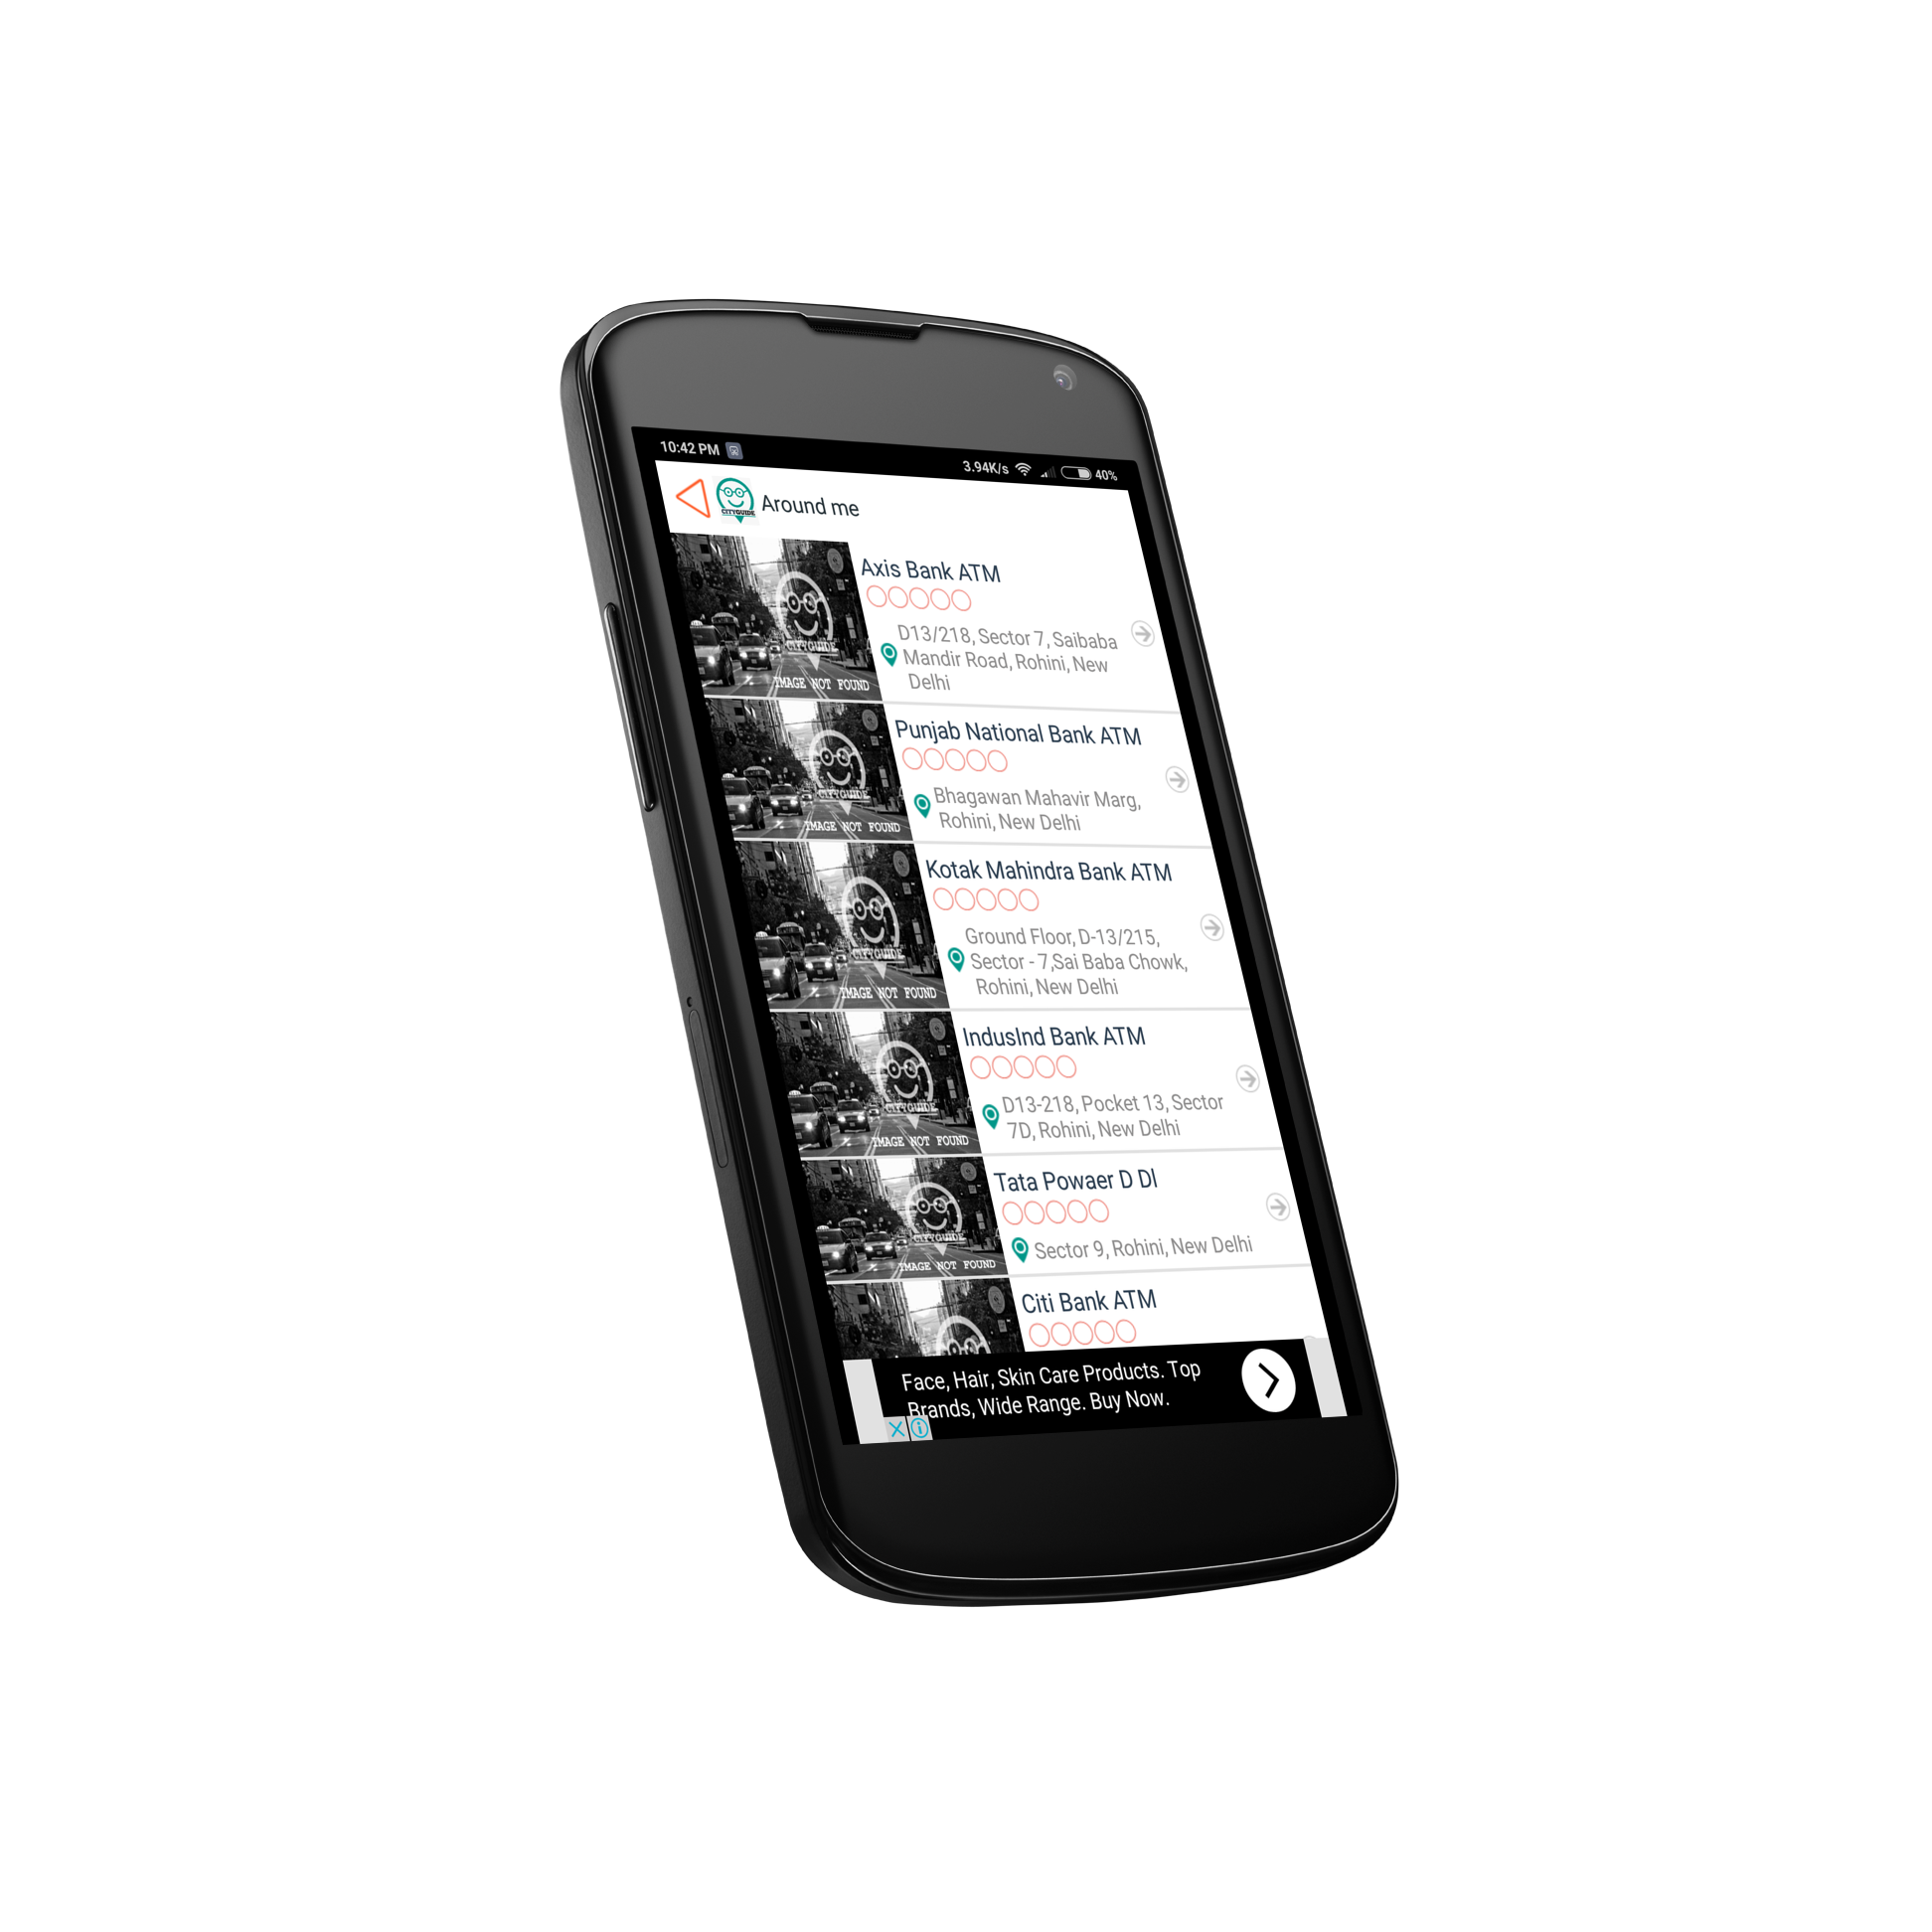 10:42 PM
3.94K/s 40%
CITYGUIDE
Around me
CITYGUIDE
IMAGE NOT FOUND
Axis Bank ATM
D13/218, Sector 7, Saibaba
Mandir Road, Rohini, New
Delhi
CITYGUIDE
IMAGE NOT FOUND
Punjab National Bank ATM
Bhagawan Mahavir Marg,
Rohini, New Delhi
CITYGUIDE
IMAGE NOT FOUND
Kotak Mahindra Bank ATM
Ground Floor, D-13/215,
Sector - 7,Sai Baba Chowk,
Rohini, New Delhi
CITYGUIDE
IMAGE NOT FOUND
IndusInd Bank ATM
D13-218, Pocket 13, Sector
7D, Rohini, New Delhi
CITYGUIDE
IMAGE NOT FOUND
Tata Powaer D Dl
Sector 9, Rohini, New Delhi
Citi Bank ATM
Face, Hair, Skin Care Products. Top
Brands, Wide Range. Buy Now.